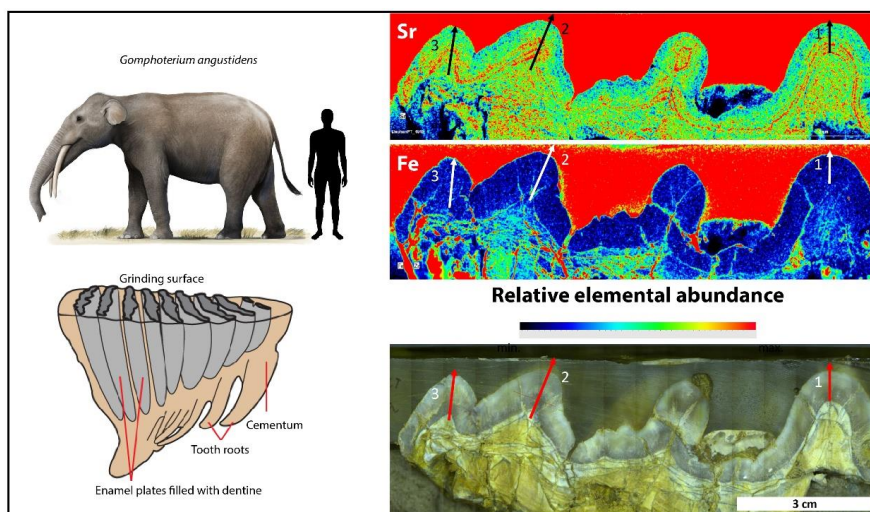 Gomphoterium angustidens
Grinding surface
Cementum
Tooth roots
Enamel plates filled with dentine
Sr
3
2
1
Fe
3
2
1
Relative elemental abundance
min.
max
3
2
1
3 cm